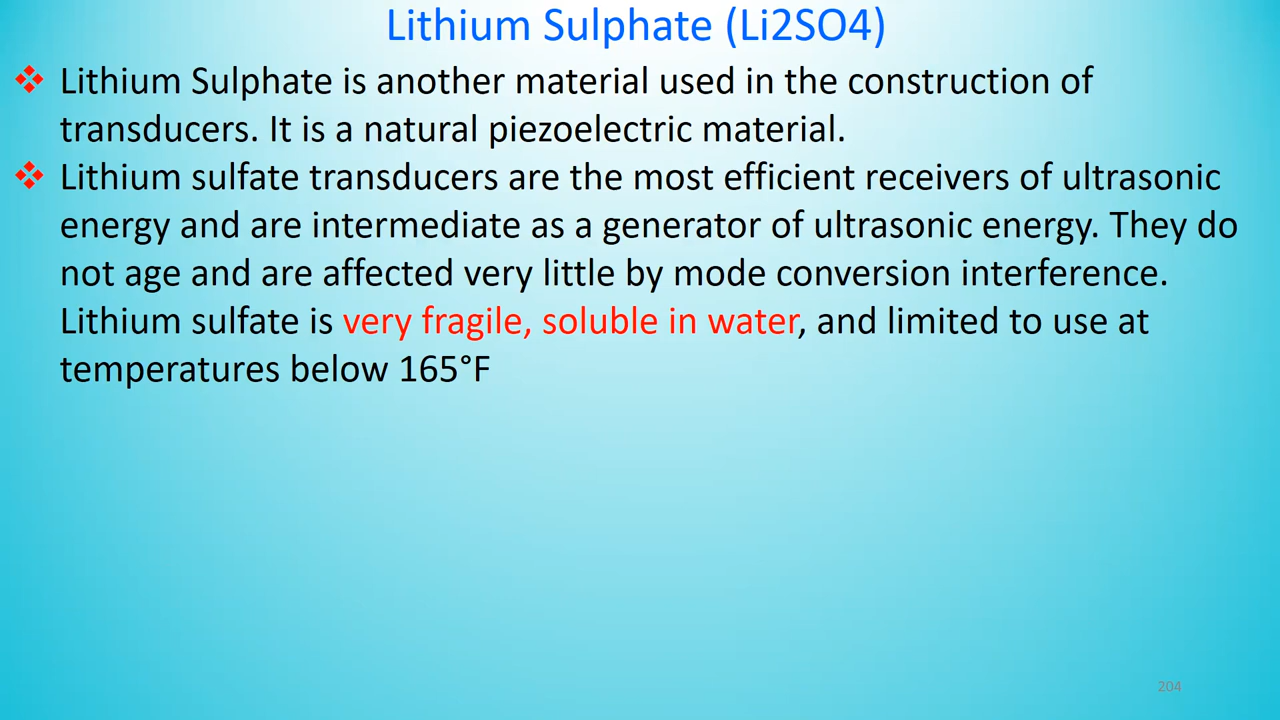 Lithium Sulphate (Li2SO4)
❖ Lithium Sulphate is another material used in the construction of
transducers. It is a natural piezoelectric material.
❖ Lithium sulfate transducers are the most efficient receivers of ultrasonic
energy and are intermediate as a generator of ultrasonic energy. They do
not age and are affected very little by mode conversion interference.
Lithium sulfate is very fragile, soluble in water, and limited to use at
temperatures below 165°F
204